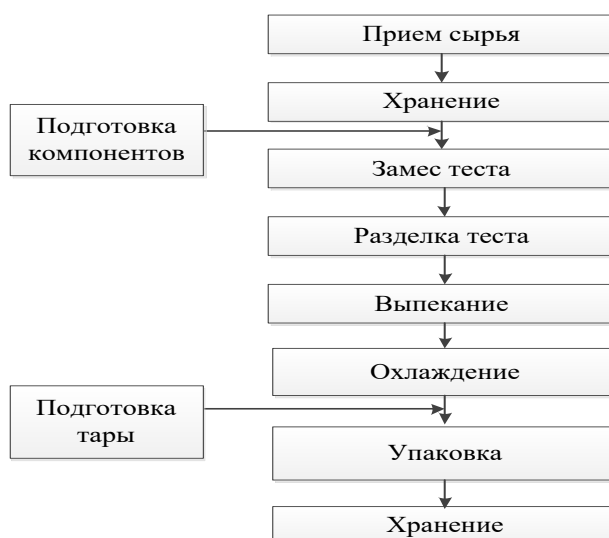 Прием сырья
Хранение
Подготовка
компонентов
Замес теста
Разделка теста
Выпекание
Охлаждение
Подготовка
тары
Упаковка
Хранение